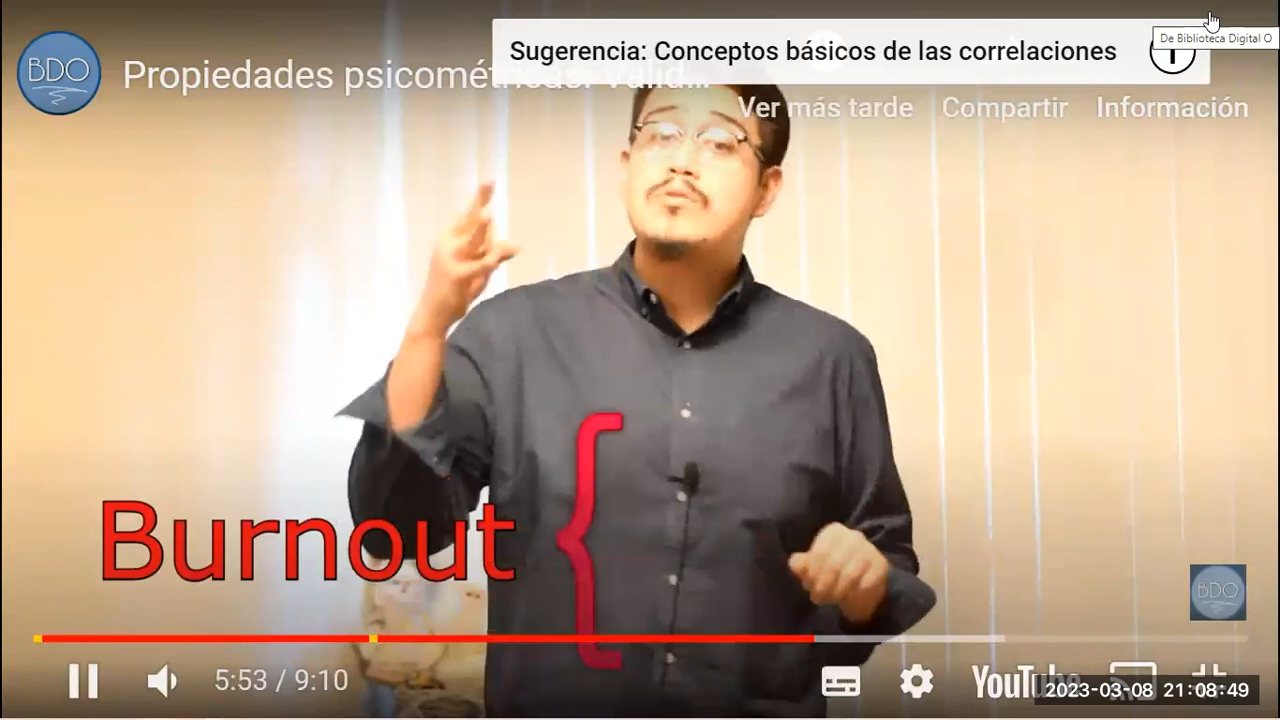 BDO
Propiedades psicométricas: Valid...
Sugerencia: Conceptos básicos de las correlaciones
De Biblioteca Digital O
Ver más tarde
Compartir
Información
Burnout {
BDO
5:53 / 9:10
YouTube
2023-03-08 21:08:49